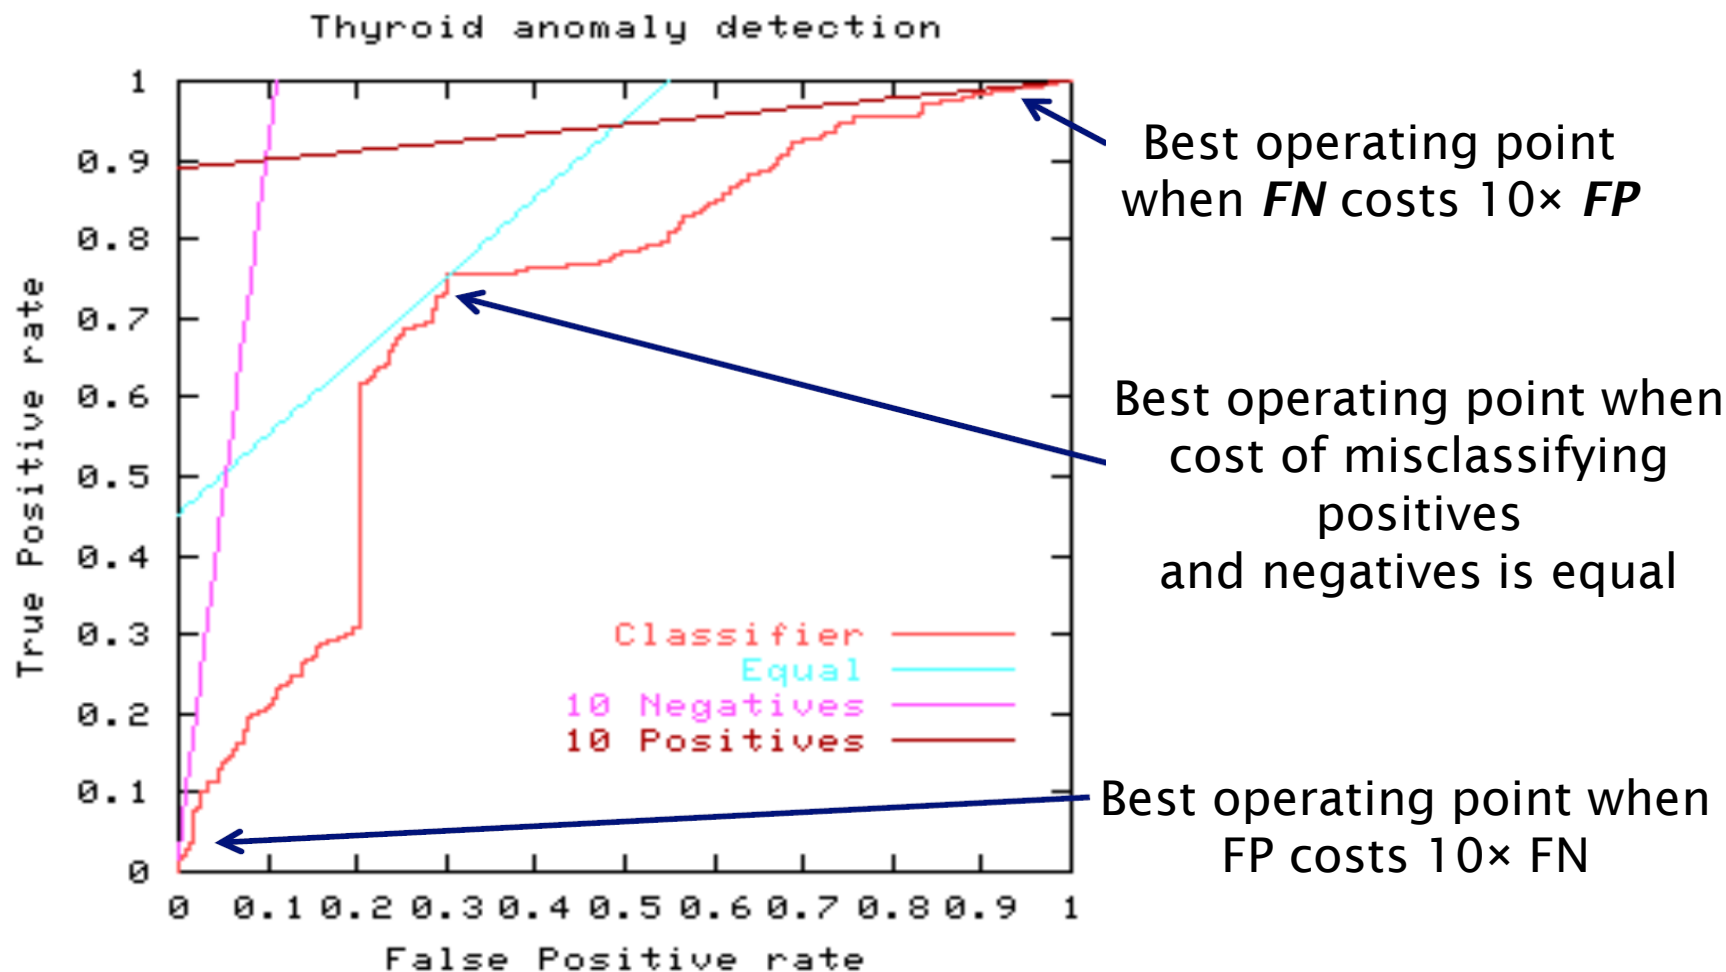 Thyroid anomaly detection
1
0.9
0.8
0.7
0.6
0.5
0.4
0.3
0.2
0.1
0
True Positive rate
0 0.1 0.2 0.3 0.4 0.5 0.6 0.7 0.8 0.9 1
False Positive rate
Classifier
Equal
10 Negatives
10 Positives
Best operating point
when FN costs 10× FP
Best operating point when
cost of misclassifying
positives
and negatives is equal
Best operating point when
FP costs 10× FN